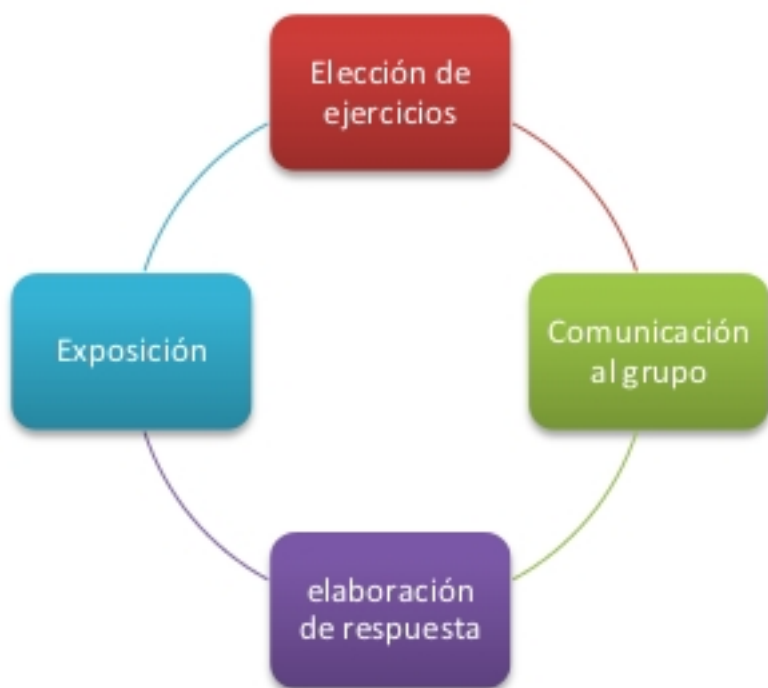 Elección de
ejercicios
Comunicación
al grupo
elaboración
de respuesta
Exposición